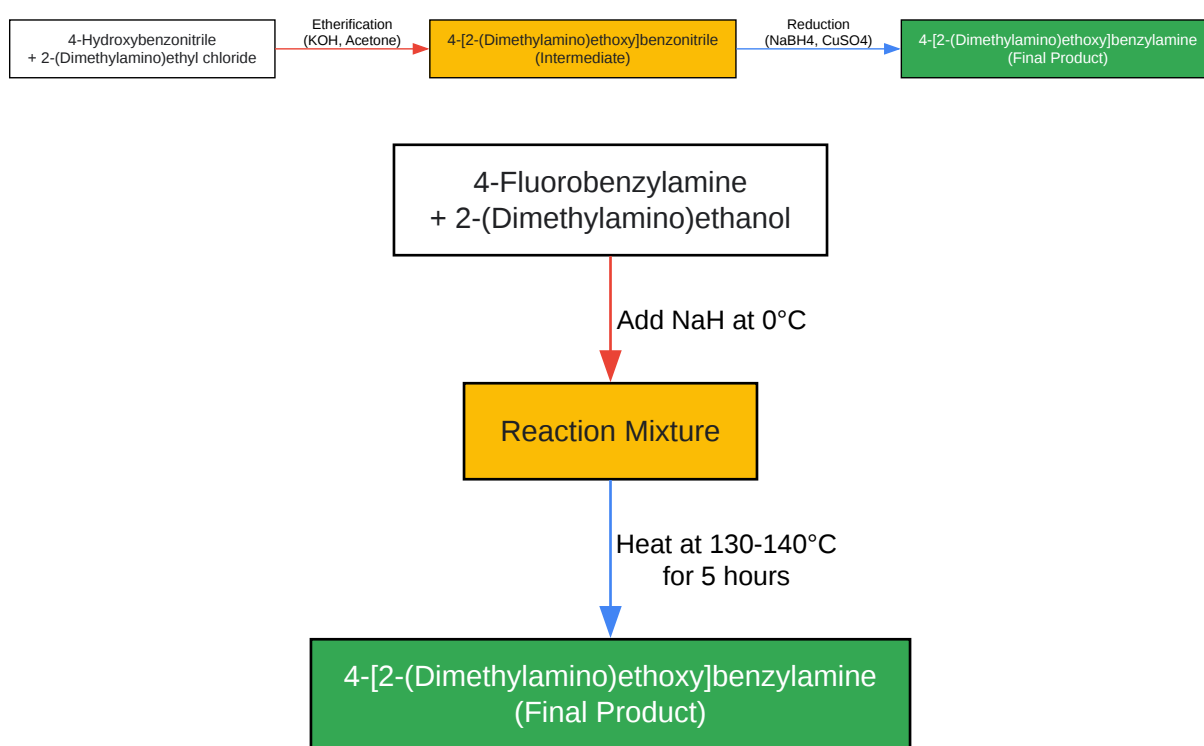 4-Hydroxybenzonitrile
+ 2-(Dimethylamino)ethyl chloride
Etherification
(KOH, Acetone)
4-[2-(Dimethylamino)ethoxy]benzonitrile
(Intermediate)
Reduction
(NaBH4, CuSO4)
4-[2-(Dimethylamino)ethoxy]benzylamine
(Final Product)
4-Fluorobenzylamine
+ 2-(Dimethylamino)ethanol
Add NaH at 0°C
Reaction Mixture
Heat at 130-140°C
for 5 hours
4-[2-(Dimethylamino)ethoxy]benzylamine
(Final Product)